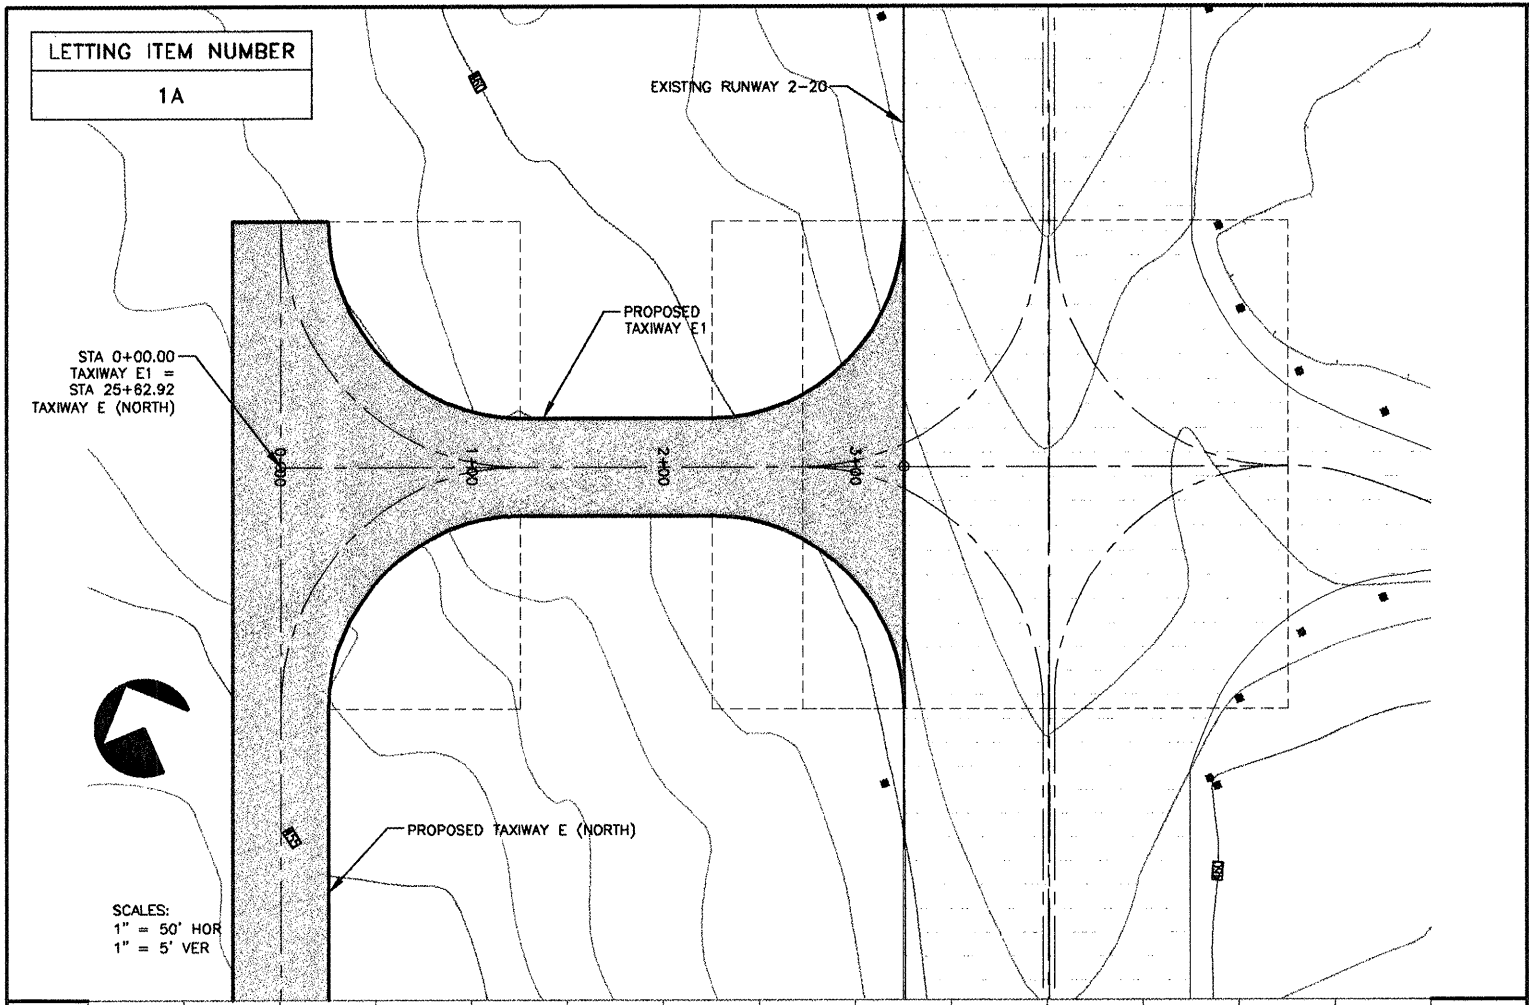 LETTING ITEM NUMBER
1A
EXISTING RUNWAY 2-20
PROPOSED
TAXIWAY E1
STA 0+00.00
TAXIWAY E1 =
STA 25+62.92
TAXIWAY E (NORTH)
0+00
1+00
2+00
3+00
PROPOSED TAXIWAY E (NORTH)
SCALES:
1" = 50' HOR
1" = 5' VER